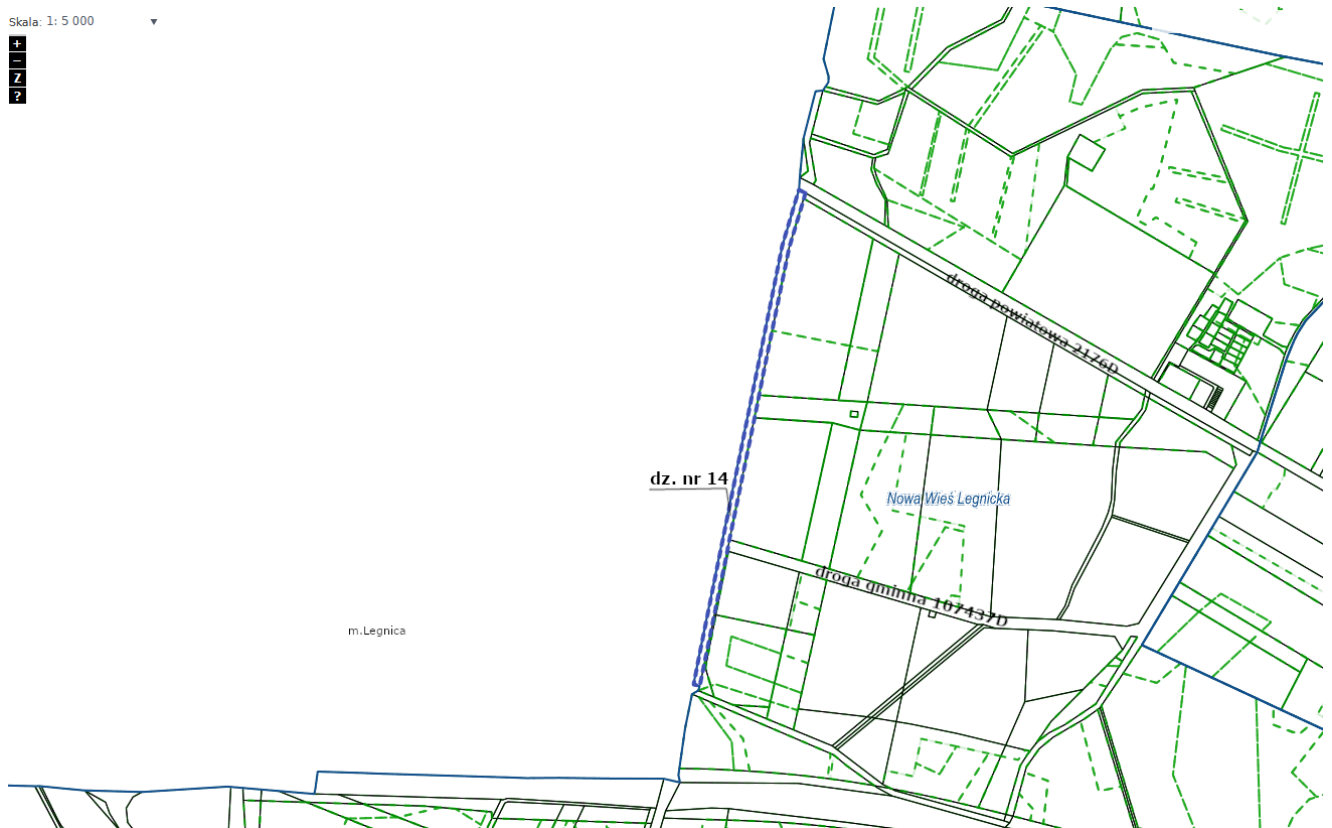 Skala: 1: 5 000 ▼
+
−
Z
?
droga powiatowa 2176D
dz. nr 14
Nowa Wieś Legnicka
droga gminna 107437D
m.Legnica